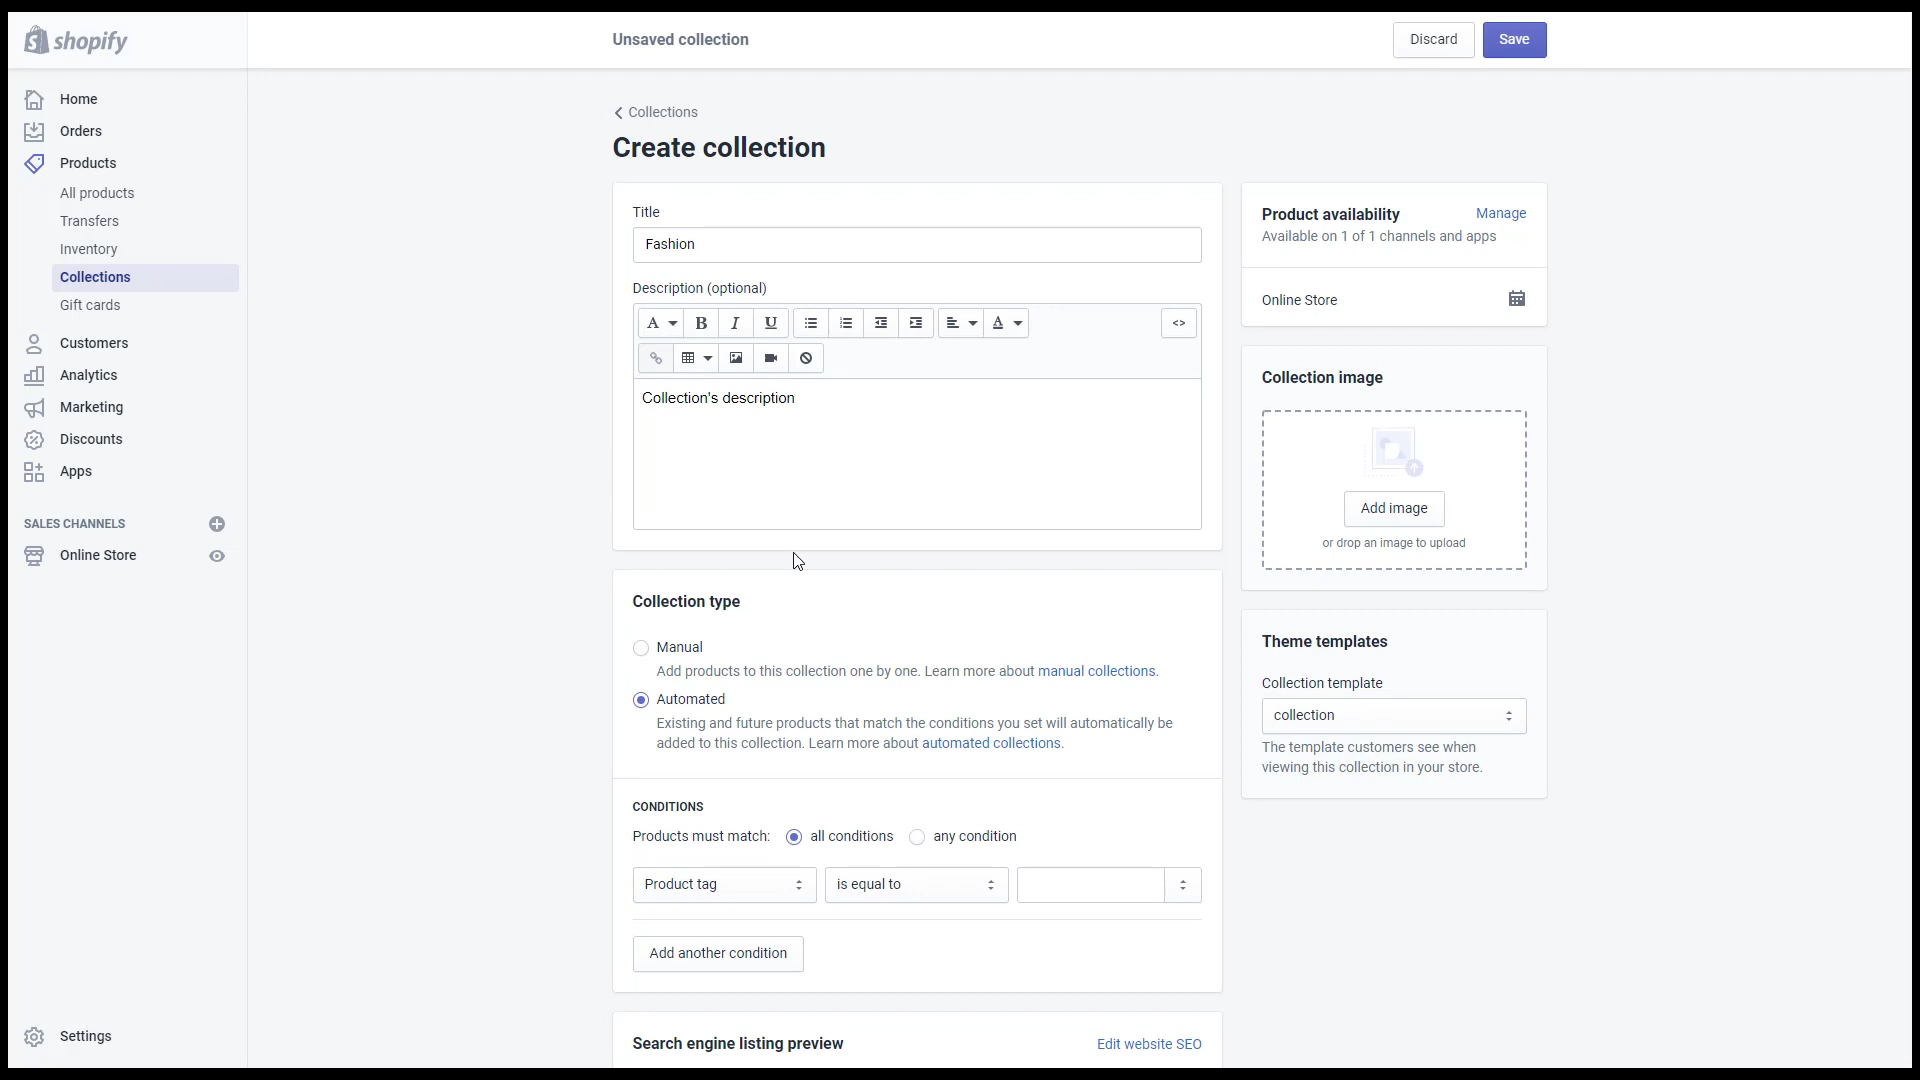 shopify
Unsaved collection
Discard
Save
Home
Orders
Products
All products
Transfers
Inventory
Collections
Gift cards
Customers
Analytics
Marketing
Discounts
Apps
SALES CHANNELS
Online Store
Settings
Collections
Create collection
Title
Fashion
Description (optional)
A
B
I
U
A
<>
Collection's description
Collection type
Manual
Add products to this collection one by one. Learn more about manual collections.
Automated
Existing and future products that match the conditions you set will automatically be
added to this collection. Learn more about automated collections.
CONDITIONS
Products must match: all conditions any condition
Product tag
is equal to
Add another condition
Search engine listing preview
Edit website SEO
Product availability
Manage
Available on 1 of 1 channels and apps
Online Store
Collection image
Add image
or drop an image to upload
Theme templates
Collection template
collection
The template customers see when
viewing this collection in your store.